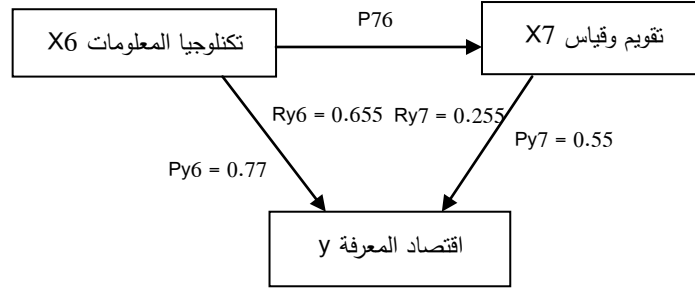 P76
تكنلوجيا المعلومات X6
تقويم وقياس X7
Ry6 = 0.655 Ry7 = 0.255
Py6 = 0.77
Py7 = 0.55
اقتصاد المعرفة y